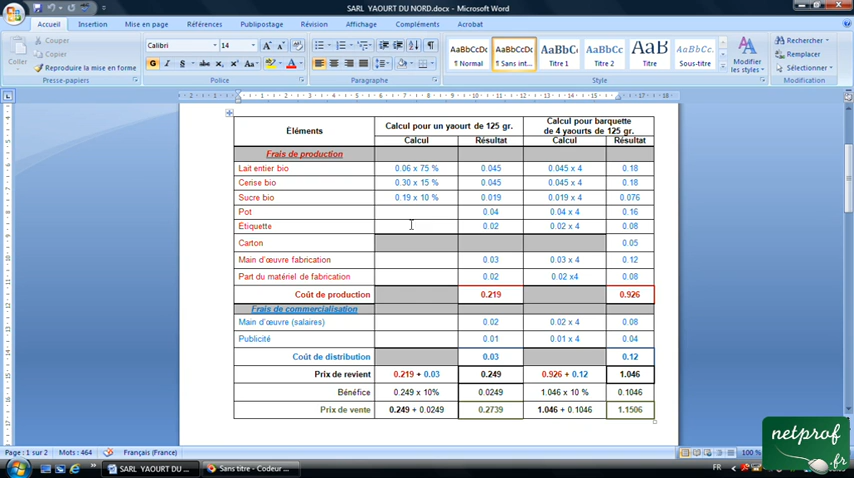 SARL YAOURT DU NORD.docx - Microsoft Word
Accueil Insertion Mise en page Références Publipostage Révision Affichage Compléments Acrobat
Coller
Couper
Copier
Reproduire la mise en forme
Presse-papiers
Calibri 14
Police
Paragraphe
AaBbCcDc AaBbCcDc AaBbC AaBbCc AaB AaBbCc.
¶ Normal ¶ Sans int... Titre 1 Titre 2 Titre Sous-titre
Style
Modifier les styles
Rechercher
Remplacer
Sélectionner
Modification
Éléments Calcul pour un yaourt de 125 gr. Calcul pour barquette
de 4 yaourts de 125 gr.
Calcul Résultat Calcul Résultat
Frais de production
Lait entier bio 0.06 x 75 % 0.045 0.045 x 4 0.18
Cerise bio 0.30 x 15 % 0.045 0.045 x 4 0.18
Sucre bio 0.19 x 10 % 0.019 0.019 x 4 0.076
Pot 0.04 0.04 x 4 0.16
Etiquette 0.02 0.02 x 4 0.08
Carton 0.05
Main d'œuvre fabrication 0.03 0.03 x 4 0.12
Part du matériel de fabrication 0.02 0.02 x4 0.08
Coût de production 0.219 0.926
Frais de commercialisation
Main d'œuvre (salaires) 0.02 0.02 x 4 0.08
Publicité 0.01 0.01 x 4 0.04
Coût de distribution 0.03 0.12
Prix de revient 0.219 + 0.03 0.249 0.926 + 0.12 1.046
Bénéfice 0.249 x 10% 0.0249 1.046 x 10 % 0.1046
Prix de vente 0.249 + 0.0249 0.2739 1.046 + 0.1046 1.1506
netprof
.fr
Page : 1 sur 2 Mots : 464 Français (France) 100 %
SARL YAOURT DU ... Sans titre - Codeur ... FR